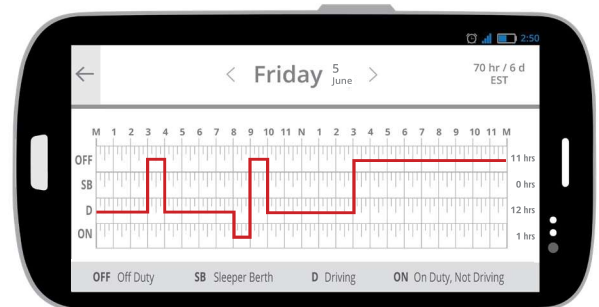 2:50
Friday 5 June
70 hr / 6 d
EST
M 1 2 3 4 5 6 7 8 9 10 11 N 1 2 3 4 5 6 7 8 9 10 11 M
OFF 11 hrs
SB 0 hrs
D 12 hrs
ON 1 hrs
OFF Off Duty SB Sleeper Berth D Driving ON On Duty, Not Driving